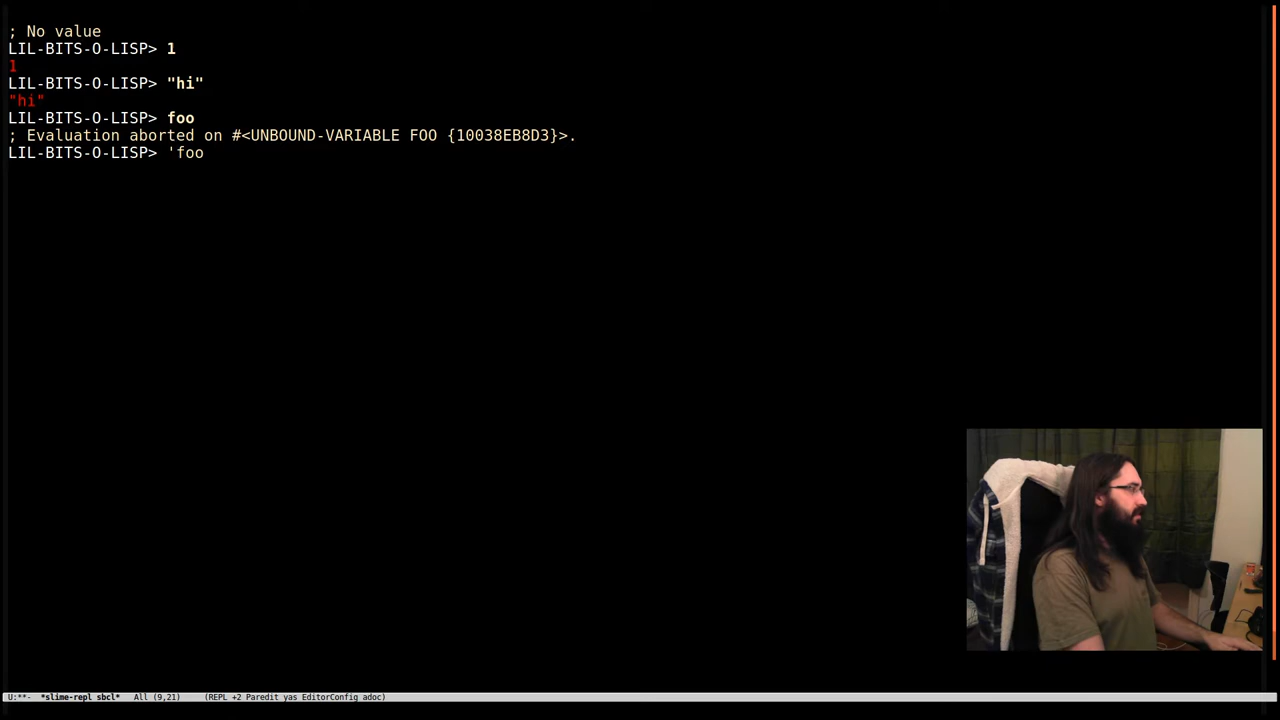 ; No value
LIL-BITS-O-LISP> 1
1
LIL-BITS-O-LISP> "hi"
"hi"
LIL-BITS-O-LISP> foo
; Evaluation aborted on #<UNBOUND-VARIABLE FOO {10038EB8D3}>.
LIL-BITS-O-LISP> 'foo
U:**-  *slime-repl sbcl*   All (9,21)    (REPL +2 Paredit yas EditorConfig adoc)